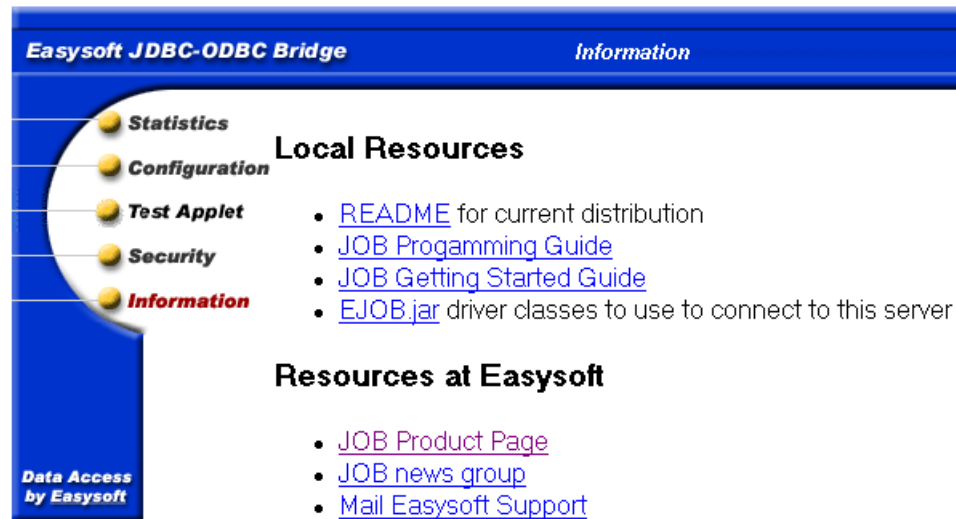 Easysoft JDBC-ODBC Bridge
Information
Statistics
Configuration
Test Applet
Security
Information
Local Resources
README for current distribution
JOB Progamming Guide
JOB Getting Started Guide
EJOB.jar driver classes to use to connect to this server
Resources at Easysoft
JOB Product Page
JOB news group
Mail Easysoft Support
Data Access
by Easysoft